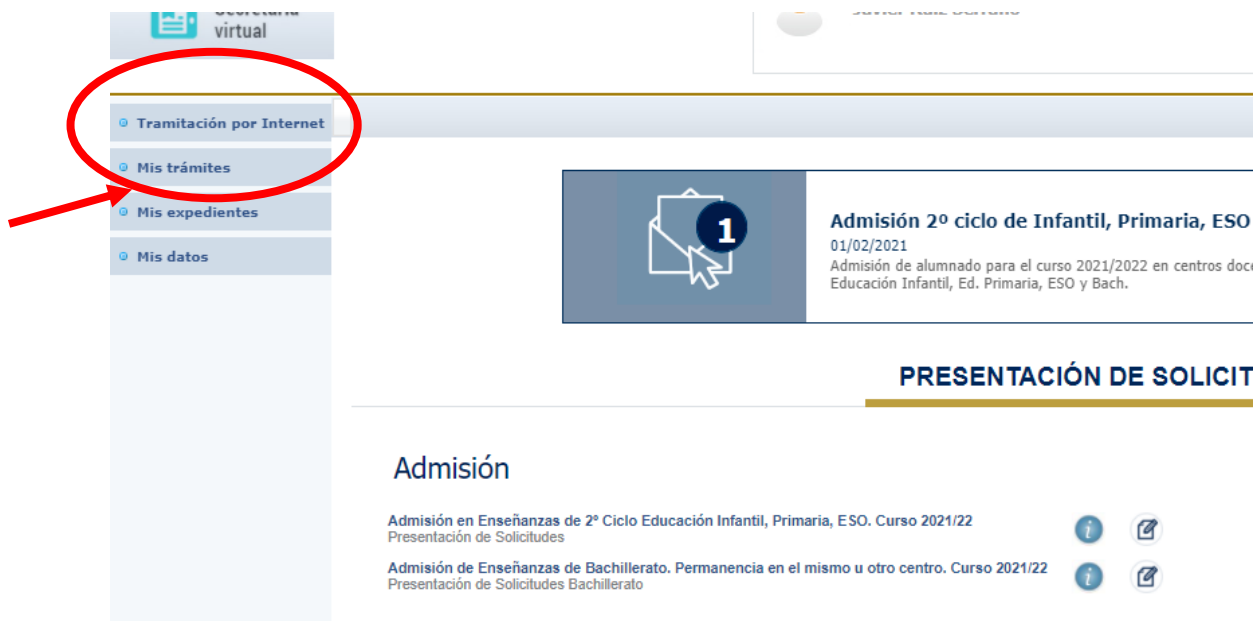 Secretaría
virtual
Tramitación por Internet
Mis trámites
Mis expedientes
Mis datos
1
Admisión 2º ciclo de Infantil, Primaria, ESO
01/02/2021
Admisión de alumnado para el curso 2021/2022 en centros doce
Educación Infantil, Ed. Primaria, ESO y Bach.
PRESENTACIÓN DE SOLICIT
Admisión
Admisión en Enseñanzas de 2º Ciclo Educación Infantil, Primaria, ESO. Curso 2021/22
Presentación de Solicitudes
Admisión de Enseñanzas de Bachillerato. Permanencia en el mismo u otro centro. Curso 2021/22
Presentación de Solicitudes Bachillerato